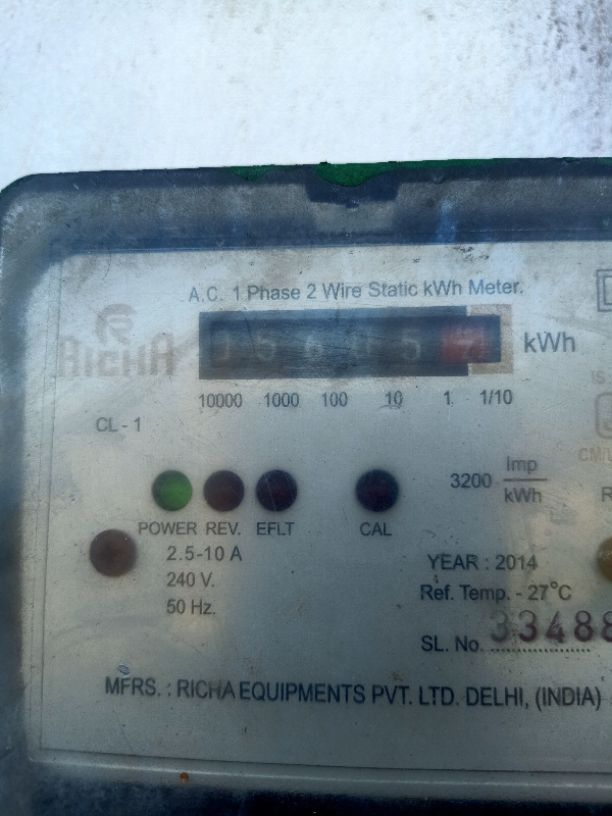 A.C. 1 Phase 2 Wire Static kWh Meter.
RICHA
kWh
10000 1000 100 10 1 1/10
CL - 1
3200 Imp
kWh
POWER REV. EFLT CAL
2.5-10 A
240 V.
50 Hz.
YEAR : 2014
Ref. Temp. - 27°C
SL. No. 33488
MFRS. : RICHA EQUIPMENTS PVT. LTD. DELHI, (INDIA)